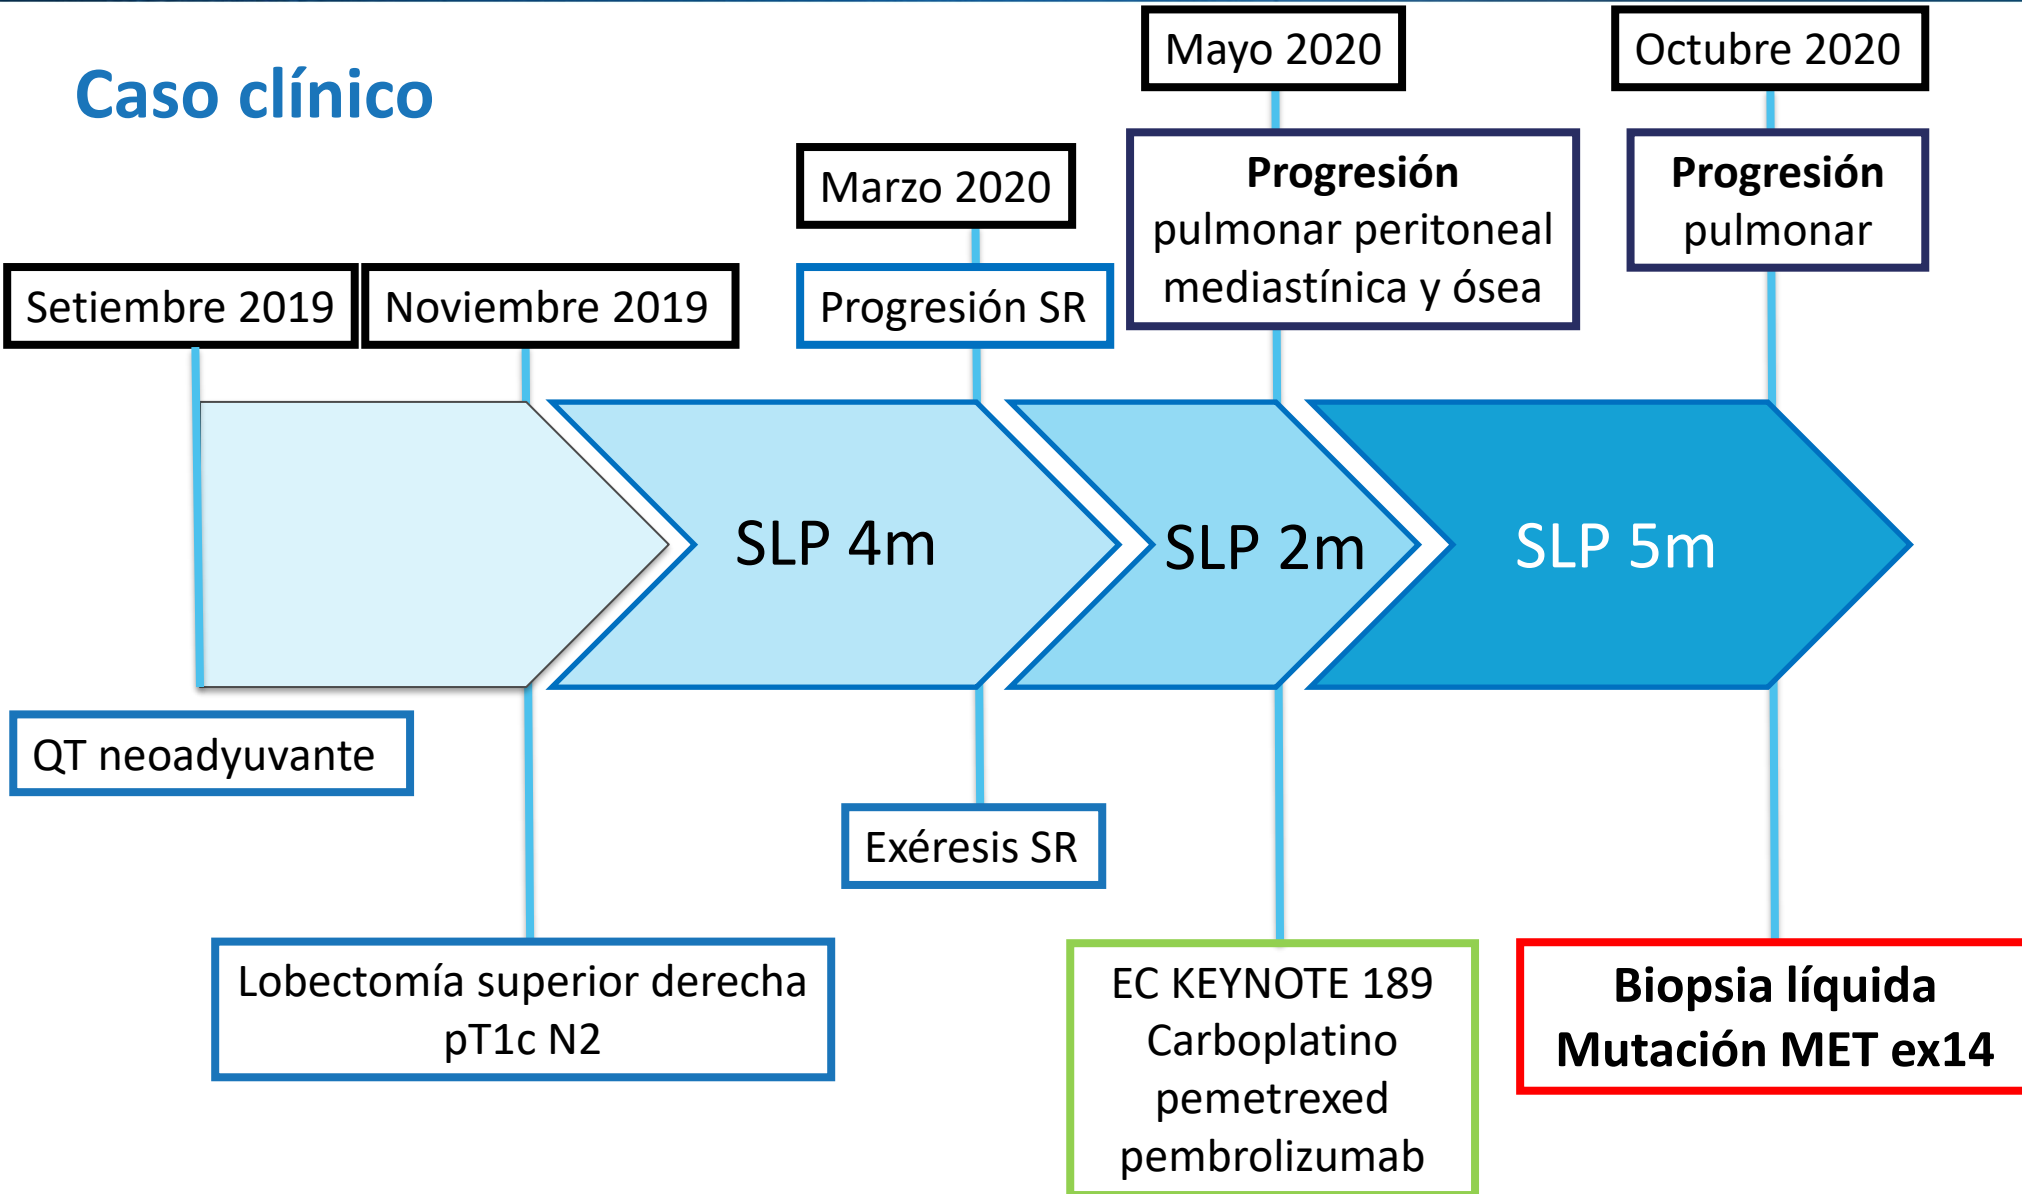 Caso clínico
Setiembre 2019
Noviembre 2019
Marzo 2020
Progresión SR
Mayo 2020
Progresión
pulmonar peritoneal
mediastínica y ósea
Octubre 2020
Progresión
pulmonar
SLP 4m
SLP 2m
SLP 5m
QT neoadyuvante
Lobectomía superior derecha
pT1c N2
Exéresis SR
EC KEYNOTE 189
Carboplatino
pemetrexed
pembrolizumab
Biopsia líquida
Mutación MET ex14